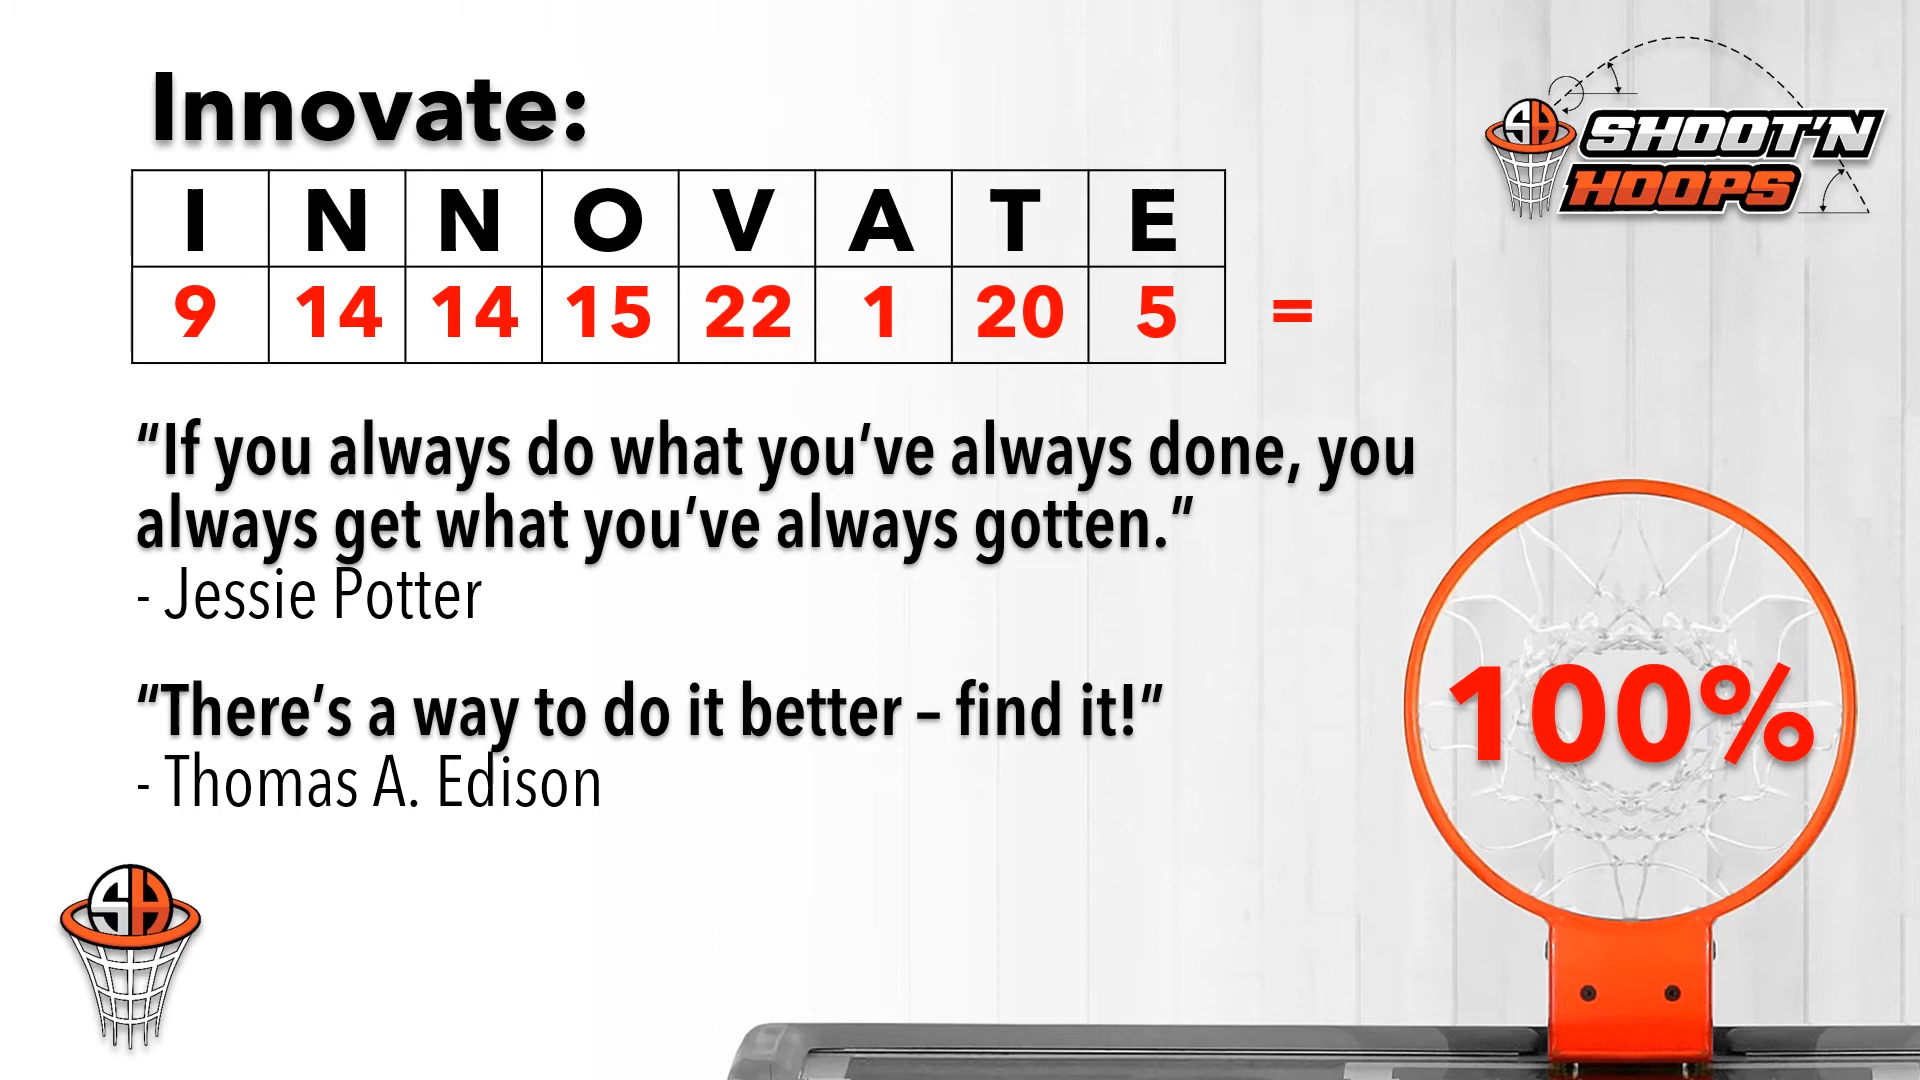 Innovate:
SHOOT'N
HOOPS
SH
I N N O V A T E
9 14 14 15 22 1 20 5 =
“If you always do what you’ve always done, you
always get what you’ve always gotten.”
- Jessie Potter
“There’s a way to do it better – find it!”
- Thomas A. Edison
100%
SH